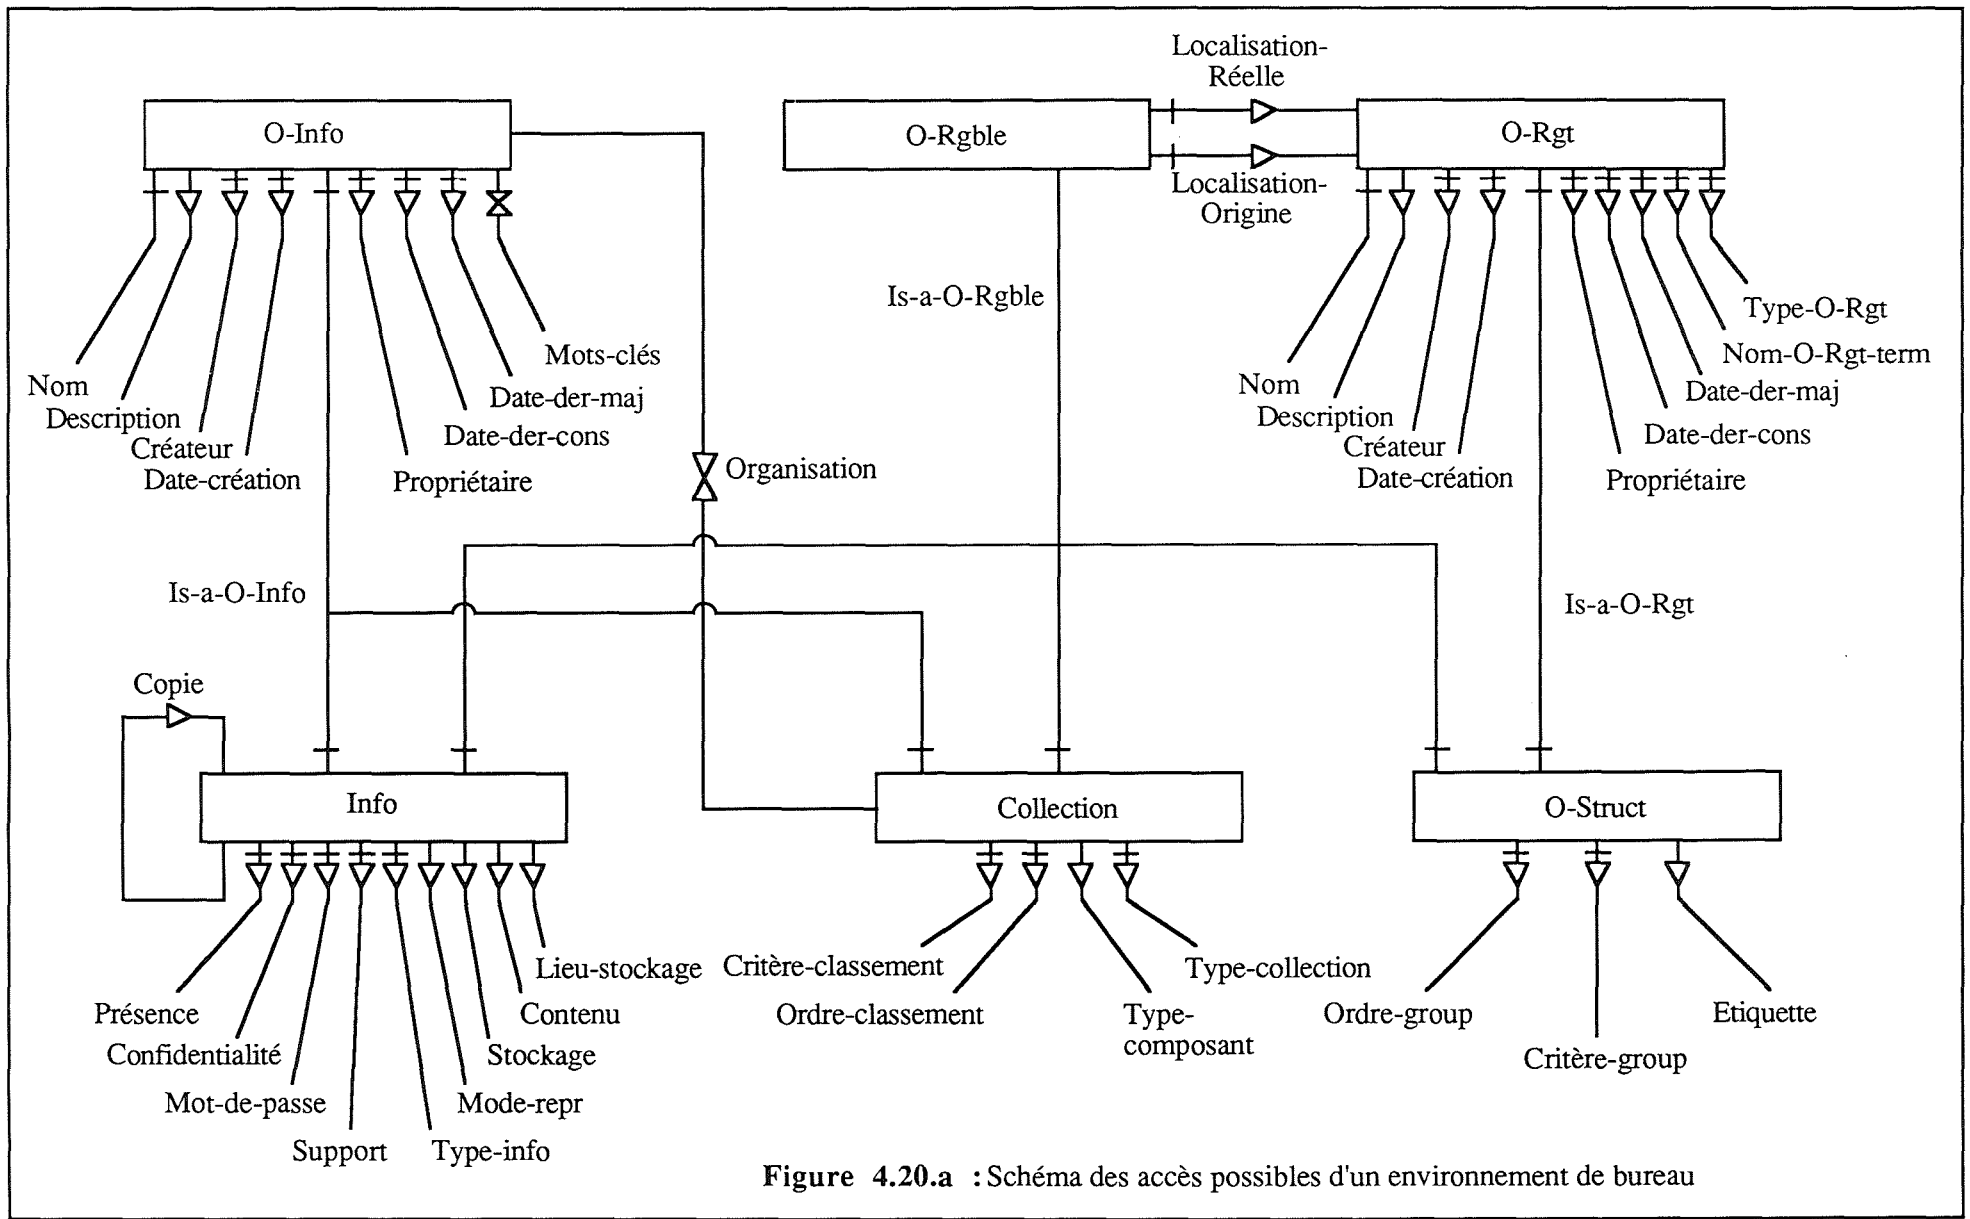 Localisation-
Réelle
O-Info
O-Rgble
O-Rgt
Localisation-
Origine
Is-a-O-Rgble
Type-O-Rgt
Mots-clés
Nom-O-Rgt-term
Nom
Date-der-maj
Nom
Date-der-maj
Description
Date-der-cons
Description
Date-der-cons
Créateur
Créateur
Date-création
Propriétaire
Organisation
Date-création
Propriétaire
Is-a-O-Info
Is-a-O-Rgt
Copie
Info
Collection
O-Struct
Lieu-stockage
Critère-classement
Type-collection
Présence
Contenu
Ordre-classement
Type-
composant
Ordre-group
Etiquette
Confidentialité
Stockage
Critère-group
Mot-de-passe
Mode-repr
Support
Type-info
Figure 4.20.a : Schéma des accès possibles d'un environnement de bureau